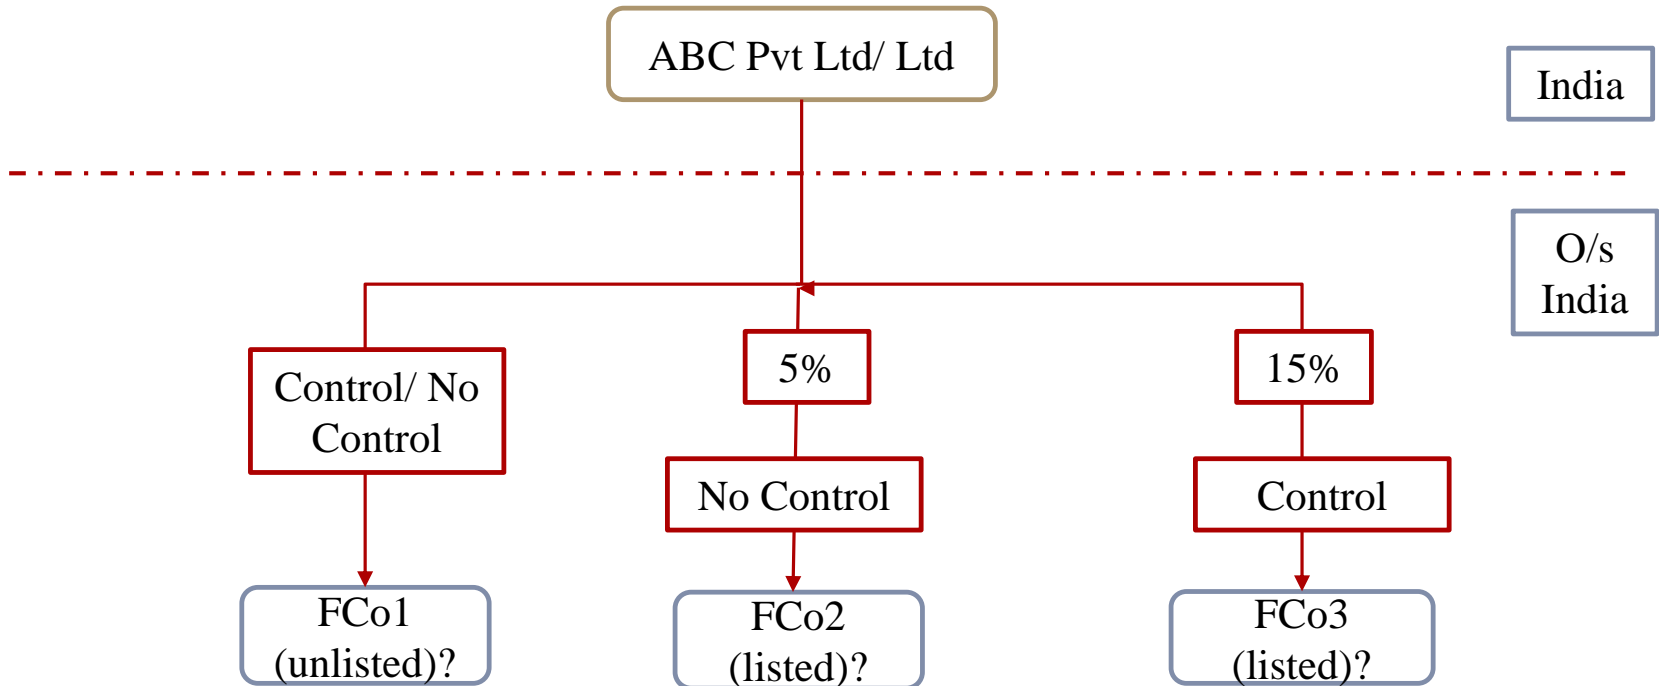 ABC Pvt Ltd/ Ltd
India
O/s
India
Control/ No
Control
5%
15%
No Control
Control
FCo1
(unlisted)?
FCo2
(listed)?
FCo3
(listed)?